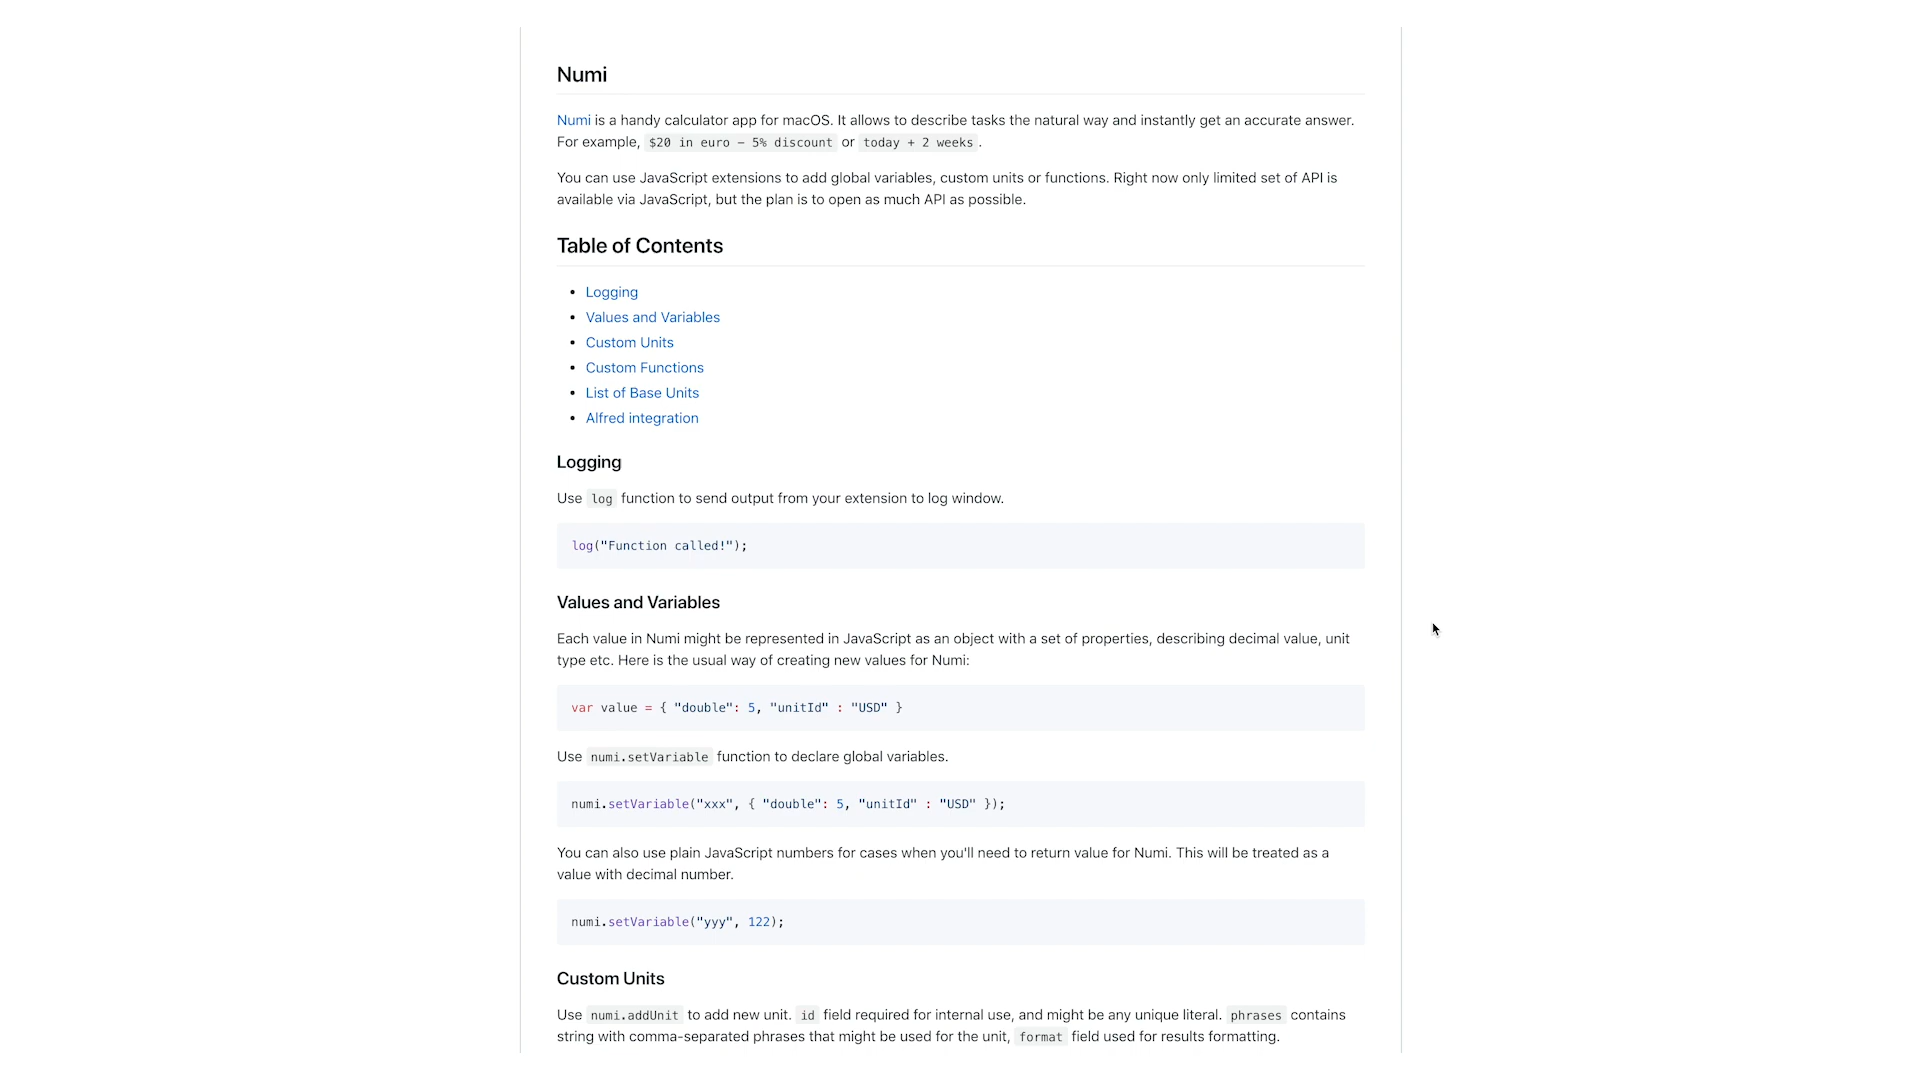 Numi
Numi is a handy calculator app for macOS. It allows to describe tasks the natural way and instantly get an accurate answer.
For example, $20 in euro – 5% discount or today + 2 weeks .
You can use JavaScript extensions to add global variables, custom units or functions. Right now only limited set of API is
available via JavaScript, but the plan is to open as much API as possible.
Table of Contents
• Logging
• Values and Variables
• Custom Units
• Custom Functions
• List of Base Units
• Alfred integration
Logging
Use log function to send output from your extension to log window.
log("Function called!");
Values and Variables
Each value in Numi might be represented in JavaScript as an object with a set of properties, describing decimal value, unit
type etc. Here is the usual way of creating new values for Numi:
var value = { "double": 5, "unitId" : "USD" }
Use numi.setVariable function to declare global variables.
numi.setVariable("xxx", { "double": 5, "unitId" : "USD" });
You can also use plain JavaScript numbers for cases when you'll need to return value for Numi. This will be treated as a
value with decimal number.
numi.setVariable("yyy", 122);
Custom Units
Use numi.addUnit to add new unit. id field required for internal use, and might be any unique literal. phrases contains
string with comma-separated phrases that might be used for the unit, format field used for results formatting.